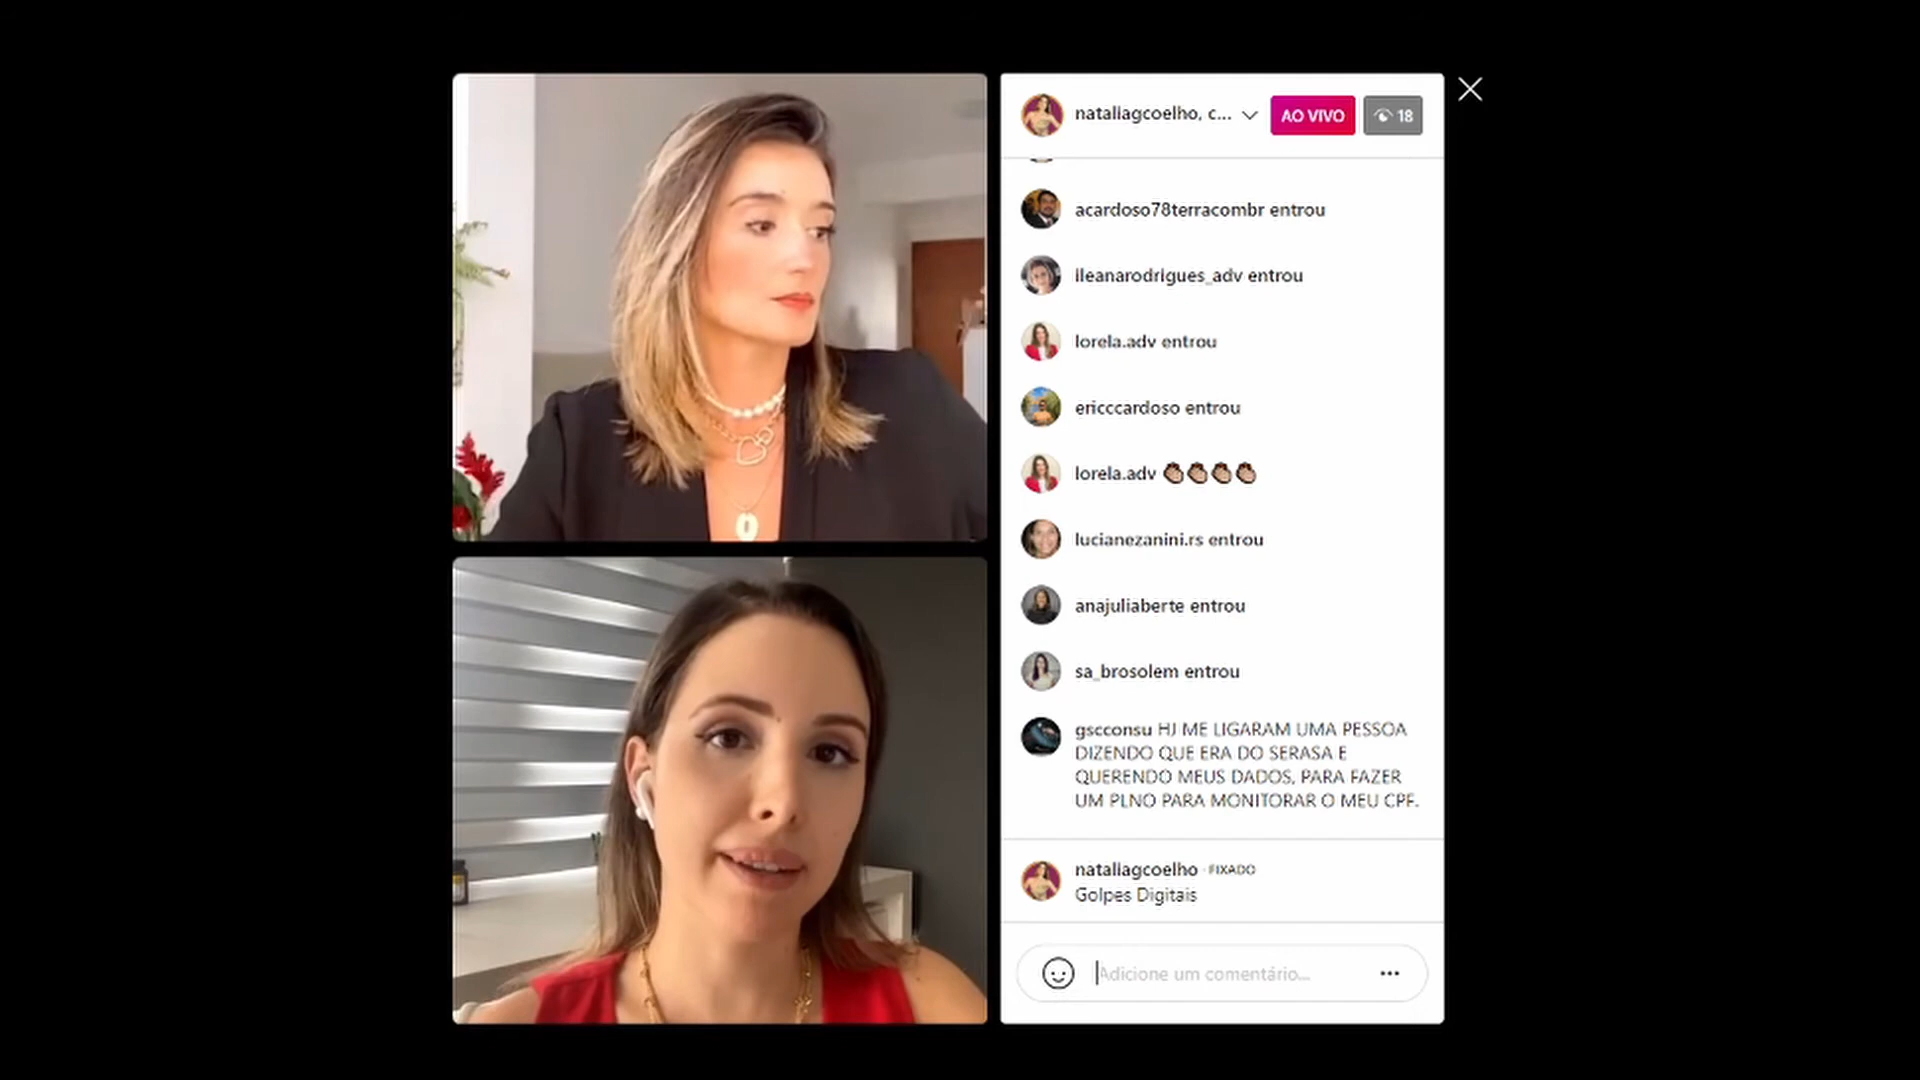 nataliagcoelho, c...
AO VIVO
18
acardoso78terracombr entrou
ileanarodrigues_adv entrou
lorela.adv entrou
ericccardoso entrou
lorela.adv 👏🏼👏🏼👏🏼👏🏼
lucianezanini.rs entrou
anajuliaberte entrou
sa_brosolem entrou
gscconsu HJ ME LIGARAM UMA PESSOA
DIZENDO QUE ERA DO SERASA E
QUERENDO MEUS DADOS, PARA FAZER
UM PLNO PARA MONITORAR O MEU CPF.
nataliagcoelho · FIXADO
Golpes Digitais
Adicione um comentário...